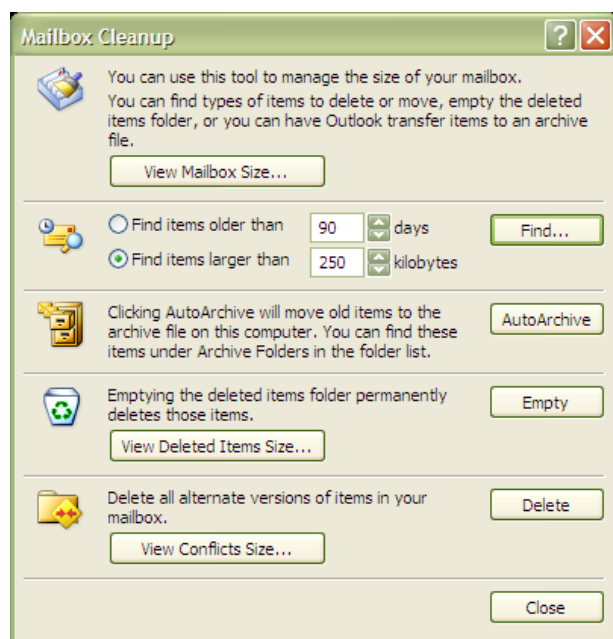 Mailbox Cleanup
You can use this tool to manage the size of your mailbox.
You can find types of items to delete or move, empty the deleted
items folder, or you can have Outlook transfer items to an archive
file.
View Mailbox Size...
Find items older than 90 days
Find...
Find items larger than 250 kilobytes
Clicking AutoArchive will move old items to the
archive file on this computer. You can find these
items under Archive Folders in the folder list.
AutoArchive
Emptying the deleted items folder permanently
deletes those items.
Empty
View Deleted Items Size...
Delete all alternate versions of items in your
mailbox.
Delete
View Conflicts Size...
Close